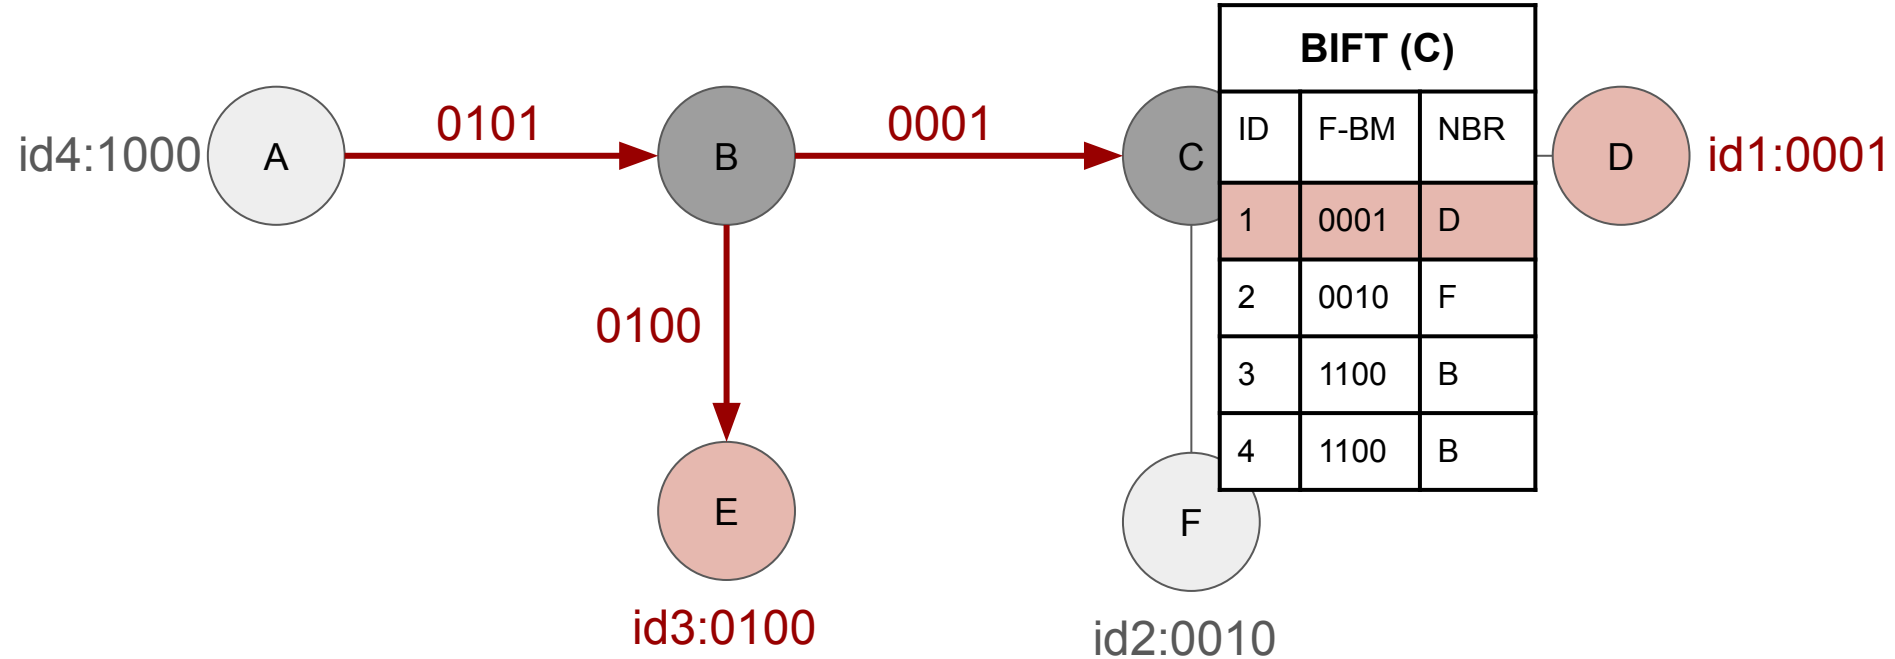 BIFT (C)
0101
0001
id4:1000
A
B
C
ID F-BM NBR
D
id1:0001
1 0001 D
2 0010 F
0100
3 1100 B
4 1100 B
E
F
id3:0100
id2:0010